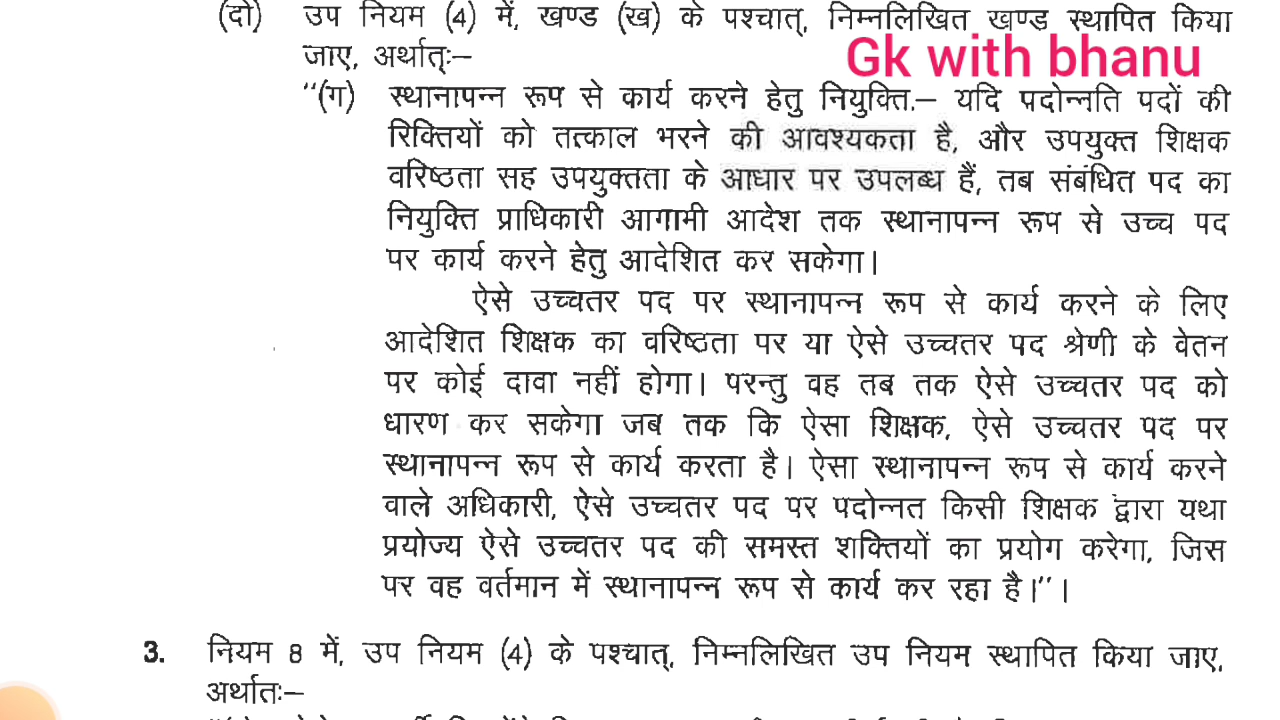 (दो) उप नियम (4) में, खण्ड (ख) के पश्चात्, निम्नलिखित खण्ड स्थापित किया
जाए, अर्थात्ः—
Gk with bhanu
"(ग) स्थानापन्न रूप से कार्य करने हेतु नियुक्ति.— यदि पदोन्नति पदों की
रिक्तियों को तत्काल भरने की आवश्यकता है, और उपयुक्त शिक्षक
वरिष्ठता सह उपयुक्तता के आधार पर उपलब्ध हैं, तब संबंधित पद का
नियुक्ति प्राधिकारी आगामी आदेश तक स्थानापन्न रूप से उच्च पद
पर कार्य करने हेतु आदेशित कर सकेगा।
ऐसे उच्चतर पद पर स्थानापन्न रूप से कार्य करने के लिए
आदेशित शिक्षक का वरिष्ठता पर या ऐसे उच्चतर पद श्रेणी के वेतन
पर कोई दावा नहीं होगा। परन्तु वह तब तक ऐसे उच्चतर पद को
धारण कर सकेगा जब तक कि ऐसा शिक्षक, ऐसे उच्चतर पद पर
स्थानापन्न रूप से कार्य करता है। ऐसा स्थानापन्न रूप से कार्य करने
वाले अधिकारी, ऐसे उच्चतर पद पर पदोन्नत किसी शिक्षक द्वारा यथा
प्रयोज्य ऐसे उच्चतर पद की समस्त शक्तियों का प्रयोग करेगा, जिस
पर वह वर्तमान में स्थानापन्न रूप से कार्य कर रहा है।"।
3. नियम 8 में, उप नियम (4) के पश्चात्, निम्नलिखित उप नियम स्थापित किया जाए,
अर्थातः—